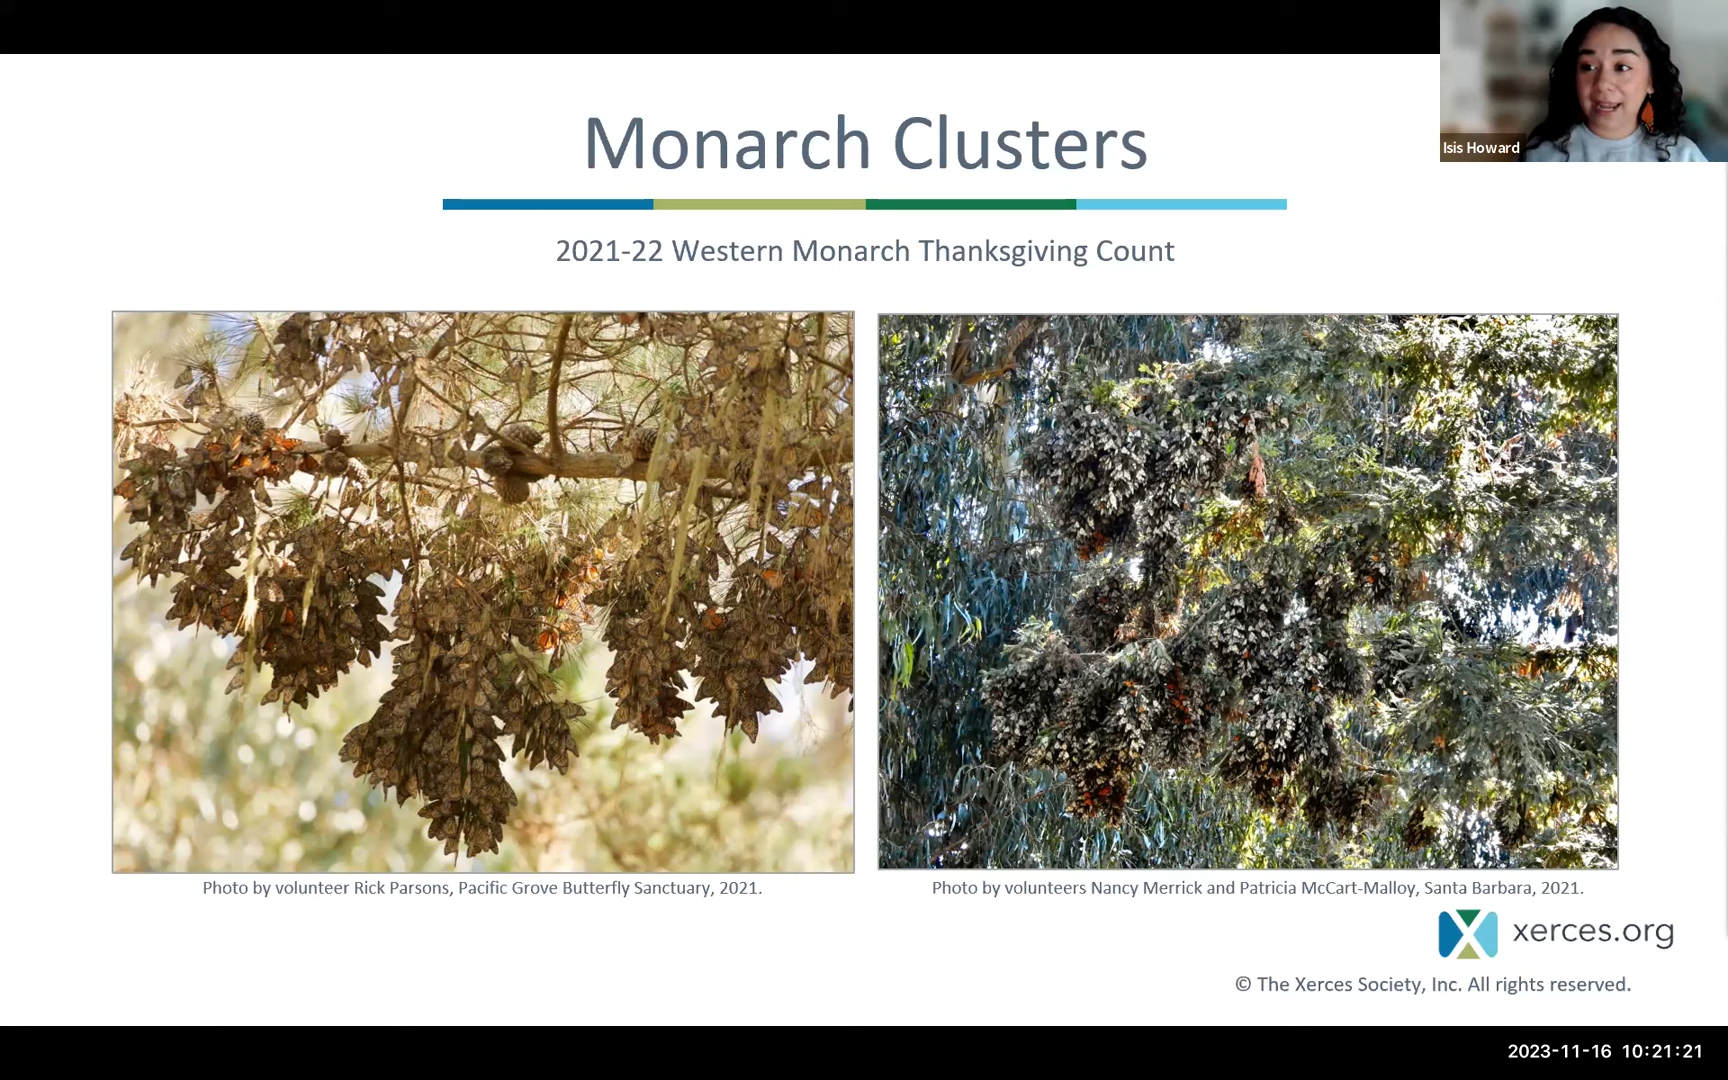 Monarch Clusters
Isis Howard
2021-22 Western Monarch Thanksgiving Count
Photo by volunteer Rick Parsons, Pacific Grove Butterfly Sanctuary, 2021.
Photo by volunteers Nancy Merrick and Patricia McCart-Malloy, Santa Barbara, 2021.
xerces.org
© The Xerces Society, Inc. All rights reserved.
2023-11-16 10:21:21